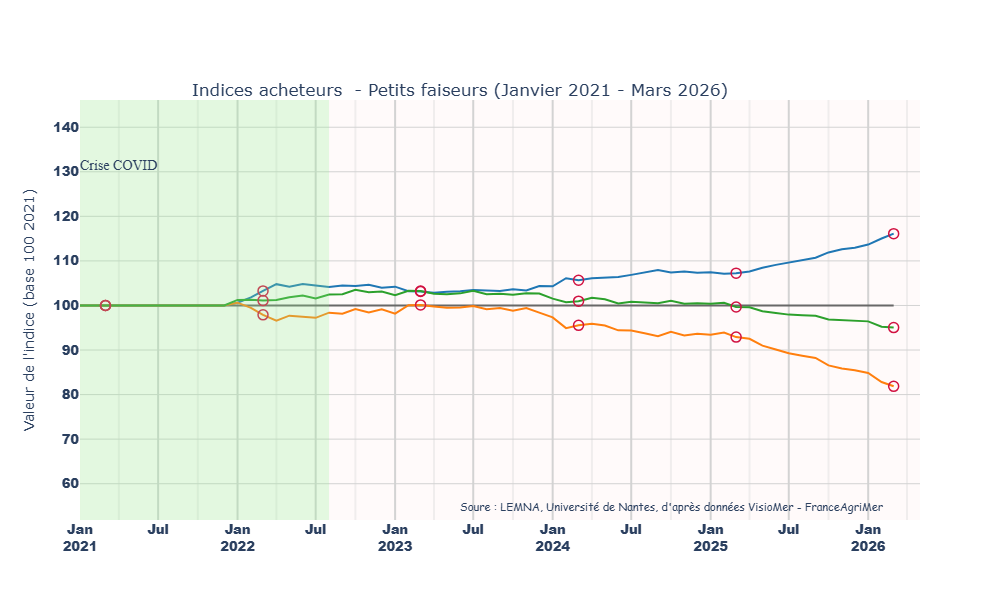 Indices acheteurs  - Petits faiseurs (Janvier 2021 - Mars 2026)
Valeur de l'Indice (base 100 2021)
140
130
120
110
100
90
80
70
60
Crise COVID
Soure : LEMNA, Université de Nantes, d'après données VisioMer - FranceAgriMer
Jan
2021
Jul
Jan
2022
Jul
Jan
2023
Jul
Jan
2024
Jul
Jan
2025
Jul
Jan
2026